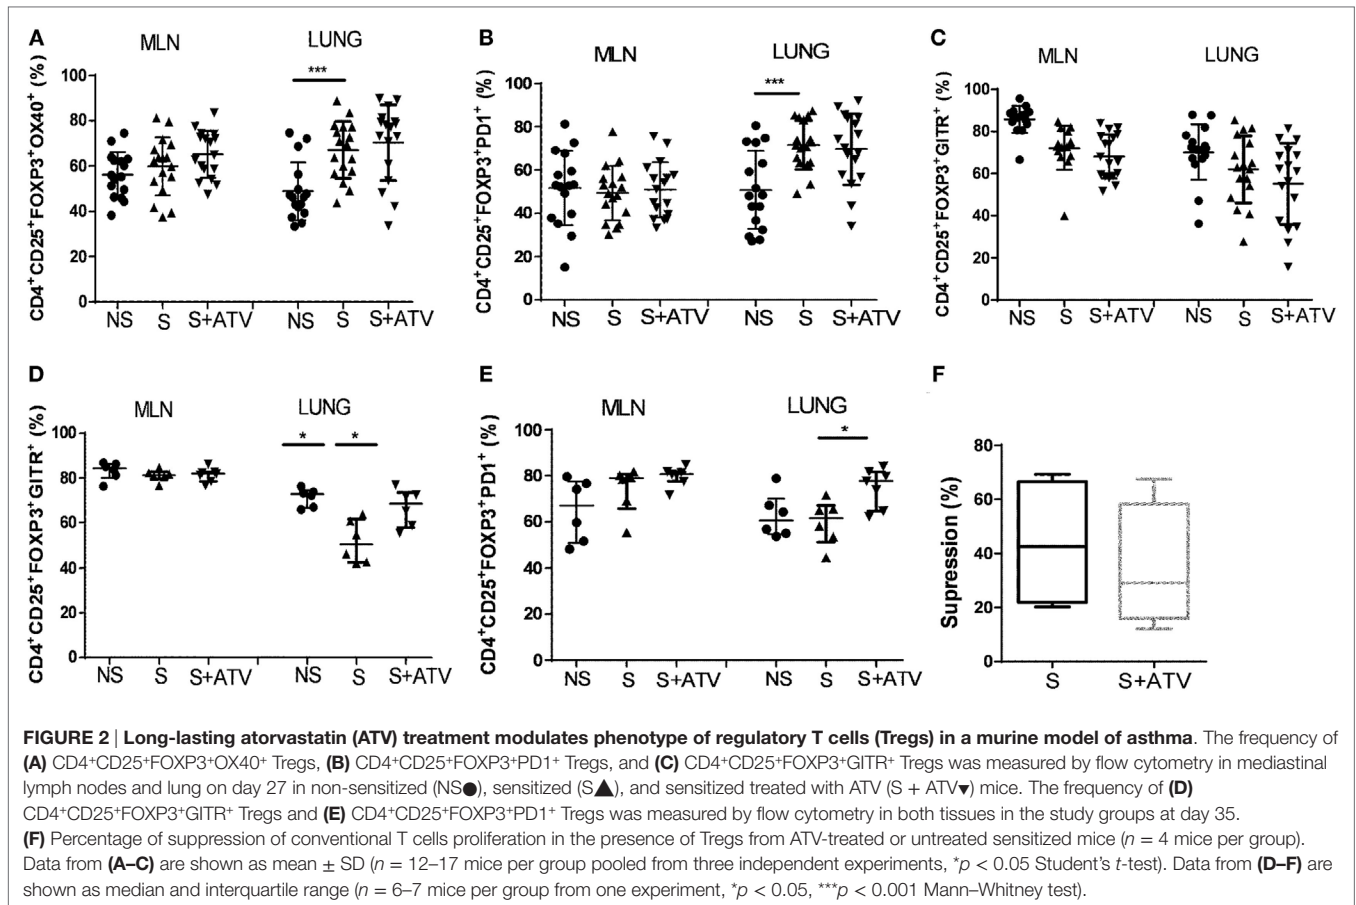 A
MLN
LUNG
CD4⁺CD25⁺FOXP3⁺OX40⁺ (%)
***
100
80
60
40
20
0
NS
S
S+ATV
NS
S
S+ATV
B
MLN
LUNG
CD4⁺CD25⁺FOXP3⁺PD1⁺ (%)
***
100
80
60
40
20
0
NS
S
S+ATV
NS
S
S+ATV
C
MLN
LUNG
CD4⁺CD25⁺FOXP3⁺GITR⁺ (%)
100
80
60
40
20
0
NS
S
S+ATV
NS
S
S+ATV
D
MLN
LUNG
CD4⁺CD25⁺FOXP3⁺GITR⁺ (%)
*
*
100
80
60
40
20
0
NS
S
S+ATV
NS
S
S+ATV
E
MLN
LUNG
CD4⁺CD25⁺FOXP3⁺PD1⁺ (%)
*
100
80
60
40
20
0
NS
S
S+ATV
NS
S
S+ATV
F
Supression (%)
80
60
40
20
0
S
S+ATV
FIGURE 2 | Long-lasting atorvastatin (ATV) treatment modulates phenotype of regulatory T cells (Tregs) in a murine model of asthma. The frequency of
(A) CD4⁺CD25⁺FOXP3⁺OX40⁺ Tregs, (B) CD4⁺CD25⁺FOXP3⁺PD1⁺ Tregs, and (C) CD4⁺CD25⁺FOXP3⁺GITR⁺ Tregs was measured by flow cytometry in mediastinal
lymph nodes and lung on day 27 in non-sensitized (NS●), sensitized (S▲), and sensitized treated with ATV (S + ATV▼) mice. The frequency of (D)
CD4⁺CD25⁺FOXP3⁺GITR⁺ Tregs and (E) CD4⁺CD25⁺FOXP3⁺PD1⁺ Tregs was measured by flow cytometry in both tissues in the study groups at day 35.
(F) Percentage of suppression of conventional T cells proliferation in the presence of Tregs from ATV-treated or untreated sensitized mice (n = 4 mice per group).
Data from (A–C) are shown as mean ± SD (n = 12–17 mice per group pooled from three independent experiments, *p < 0.05 Student's t-test). Data from (D–F) are
shown as median and interquartile range (n = 6–7 mice per group from one experiment, *p < 0.05, ***p < 0.001 Mann–Whitney test).